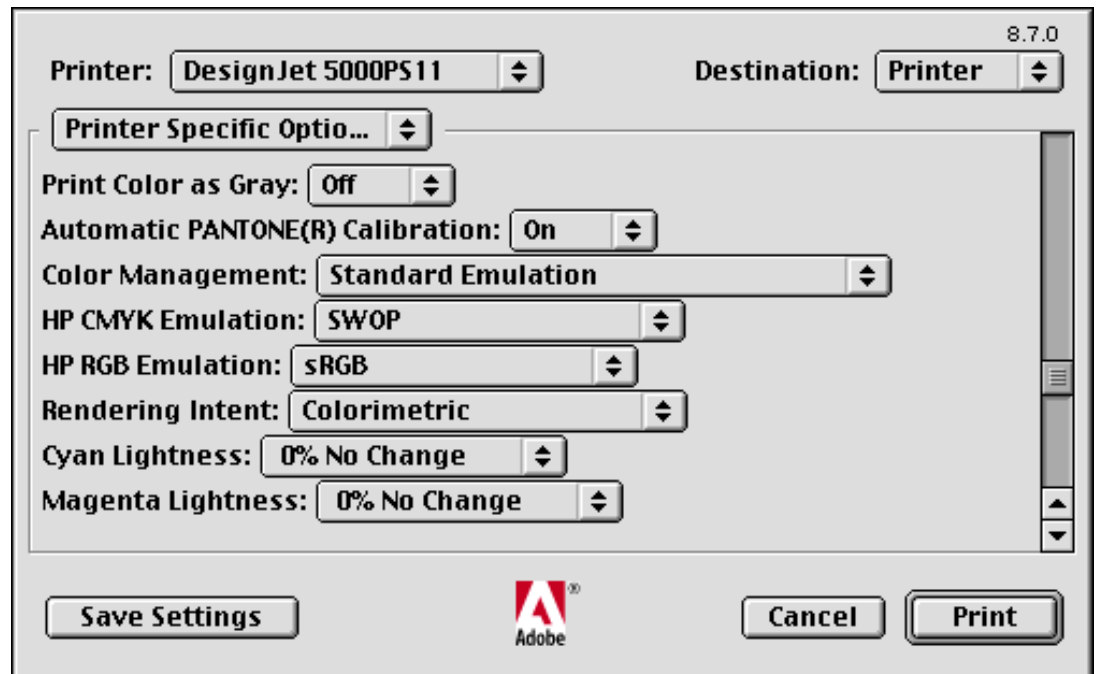 8.7.0
Printer: DesignJet 5000PS11 Destination: Printer
Printer Specific Optio...
Print Color as Gray: Off
Automatic PANTONE(R) Calibration: On
Color Management: Standard Emulation
HP CMYK Emulation: SWOP
HP RGB Emulation: sRGB
Rendering Intent: Colorimetric
Cyan Lightness: 0% No Change
Magenta Lightness: 0% No Change
Save Settings Adobe ® Cancel Print